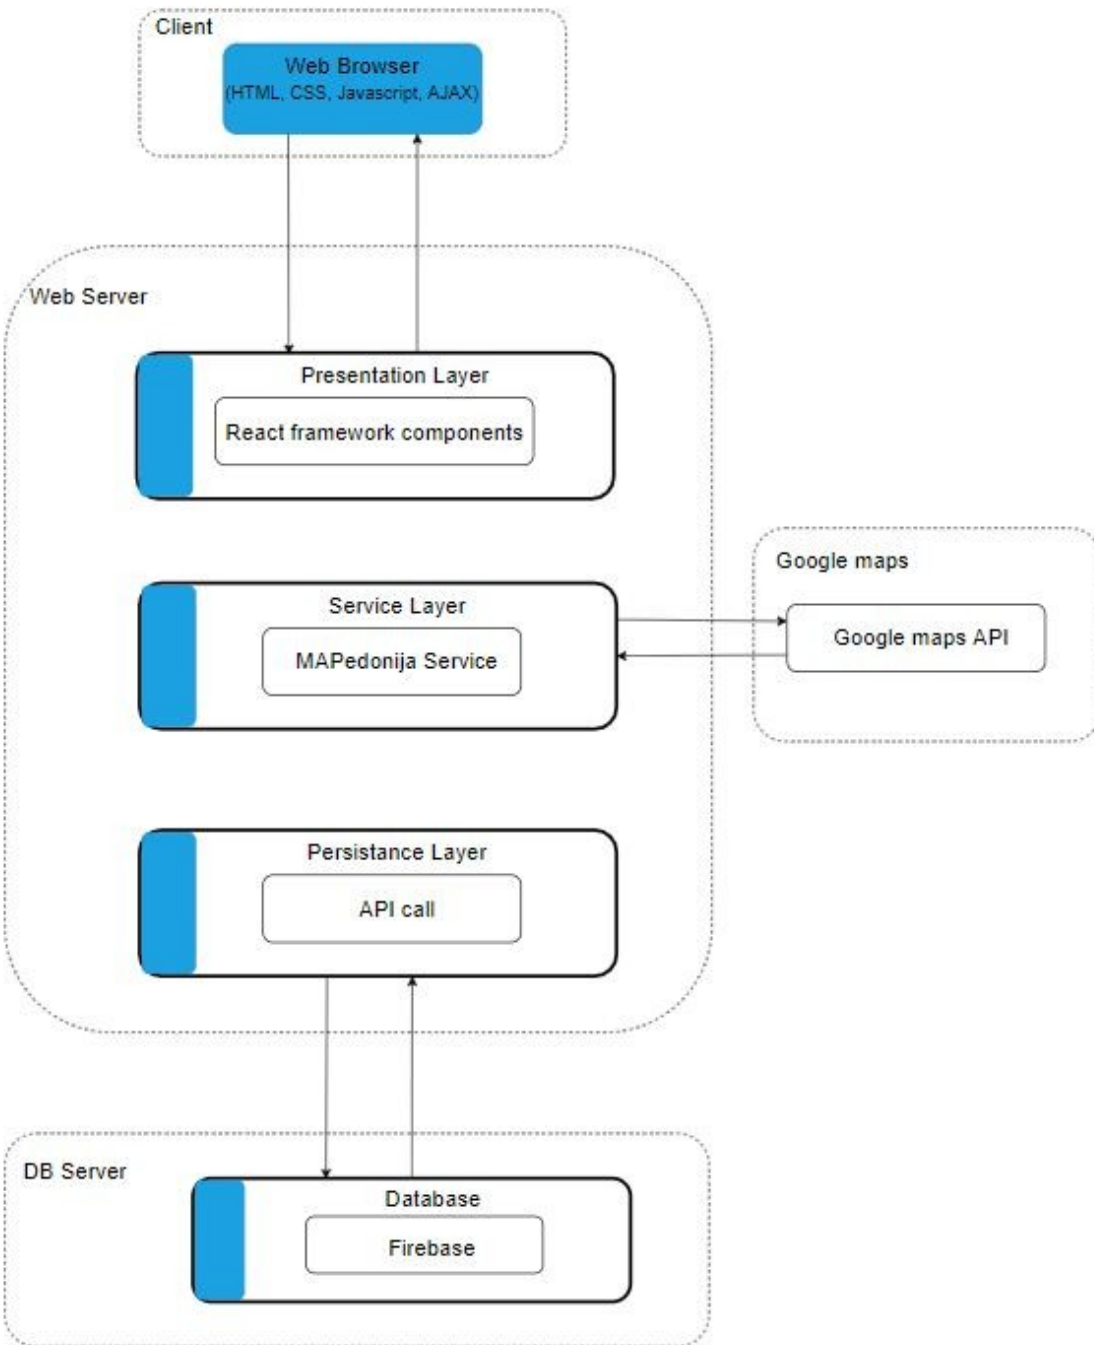 Client
Web Browser
(HTML, CSS, Javascript, AJAX)
Web Server
Presentation Layer
React framework components
Google maps
Service Layer
Google maps API
MAPedonija Service
Persistance Layer
API call
DB Server
Database
Firebase